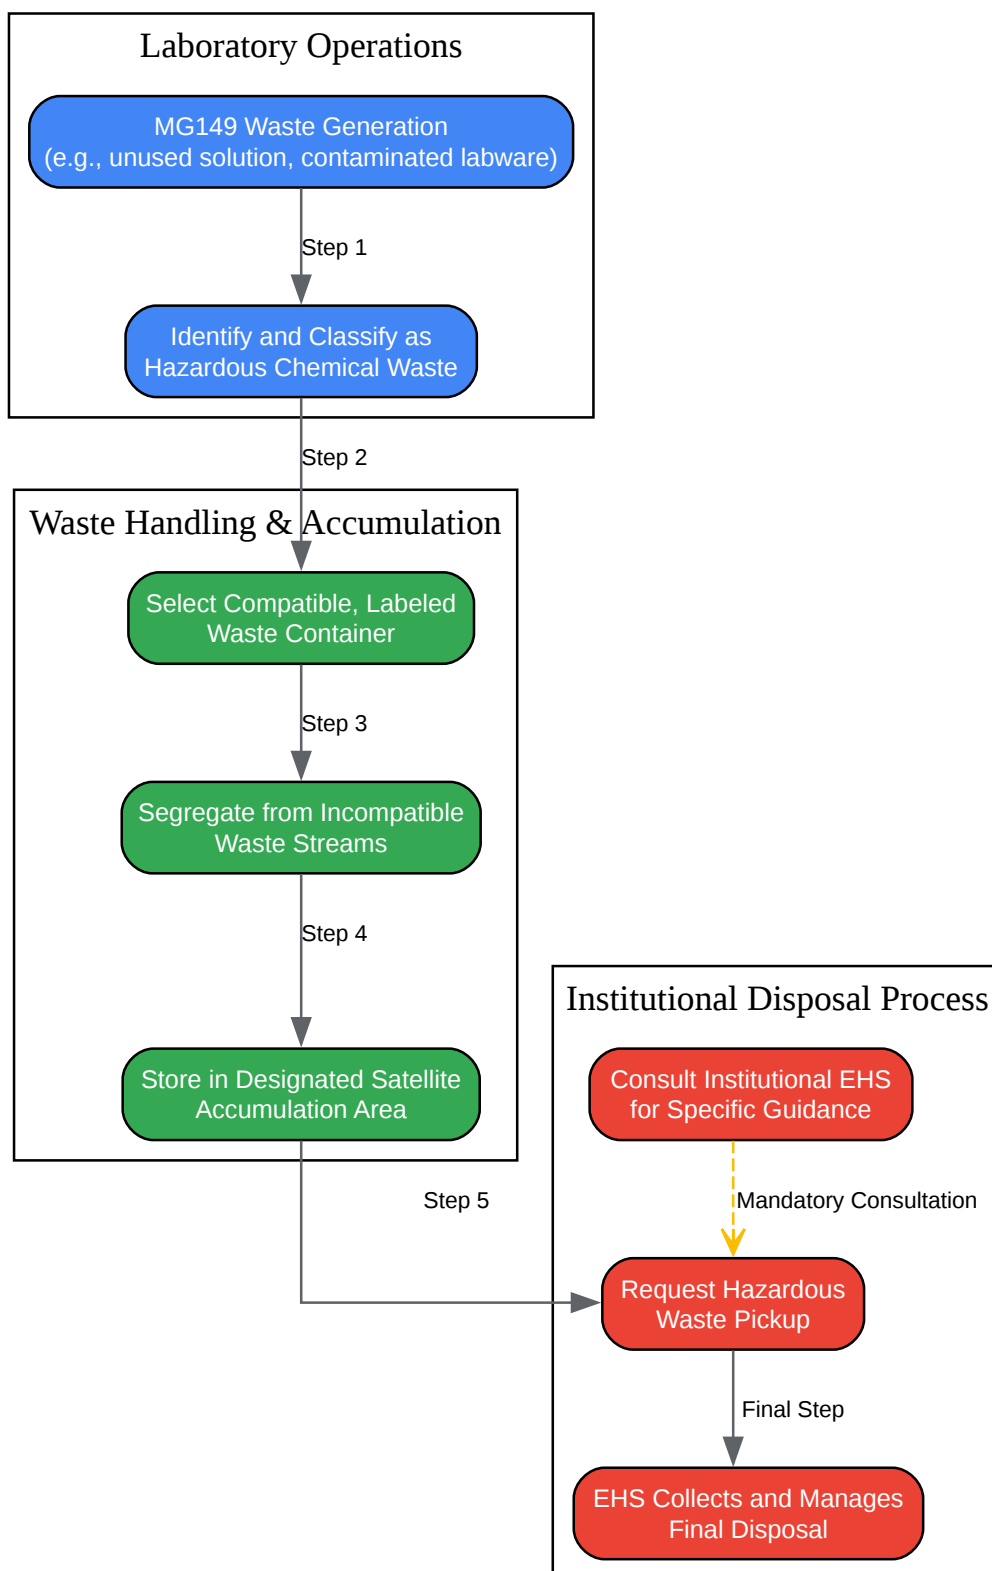 Laboratory Operations
MG149 Waste Generation
(e.g., unused solution, contaminated labware)
Step 1
Identify and Classify as
Hazardous Chemical Waste
Step 2
Waste Handling & Accumulation
Select Compatible, Labeled
Waste Container
Step 3
Segregate from Incompatible
Waste Streams
Step 4
Store in Designated Satellite
Accumulation Area
Step 5
Institutional Disposal Process
Consult Institutional EHS
for Specific Guidance
Mandatory Consultation
Request Hazardous
Waste Pickup
Final Step
EHS Collects and Manages
Final Disposal